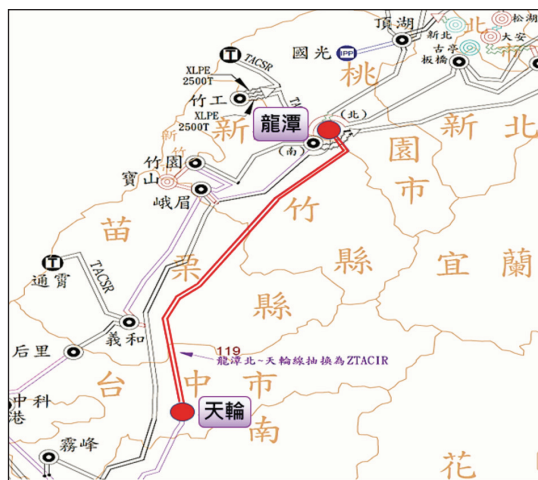 頂湖
北
松湖
新北
大安
古亭
市
板橋
國光
IPP
桃
T
TACSR
XLPE
2500T
竹工
XLPE
2500T
新
龍潭
(北)
(南)
新北
園
市
竹園
寶山
峨眉
竹
苗
縣
宜蘭
栗
縣
T
通霄
TACSR
義和
后里
119
龍潭北-天輪線抽換為ZTACIR
台中市
中科
港
天輪
南
霧峰
花